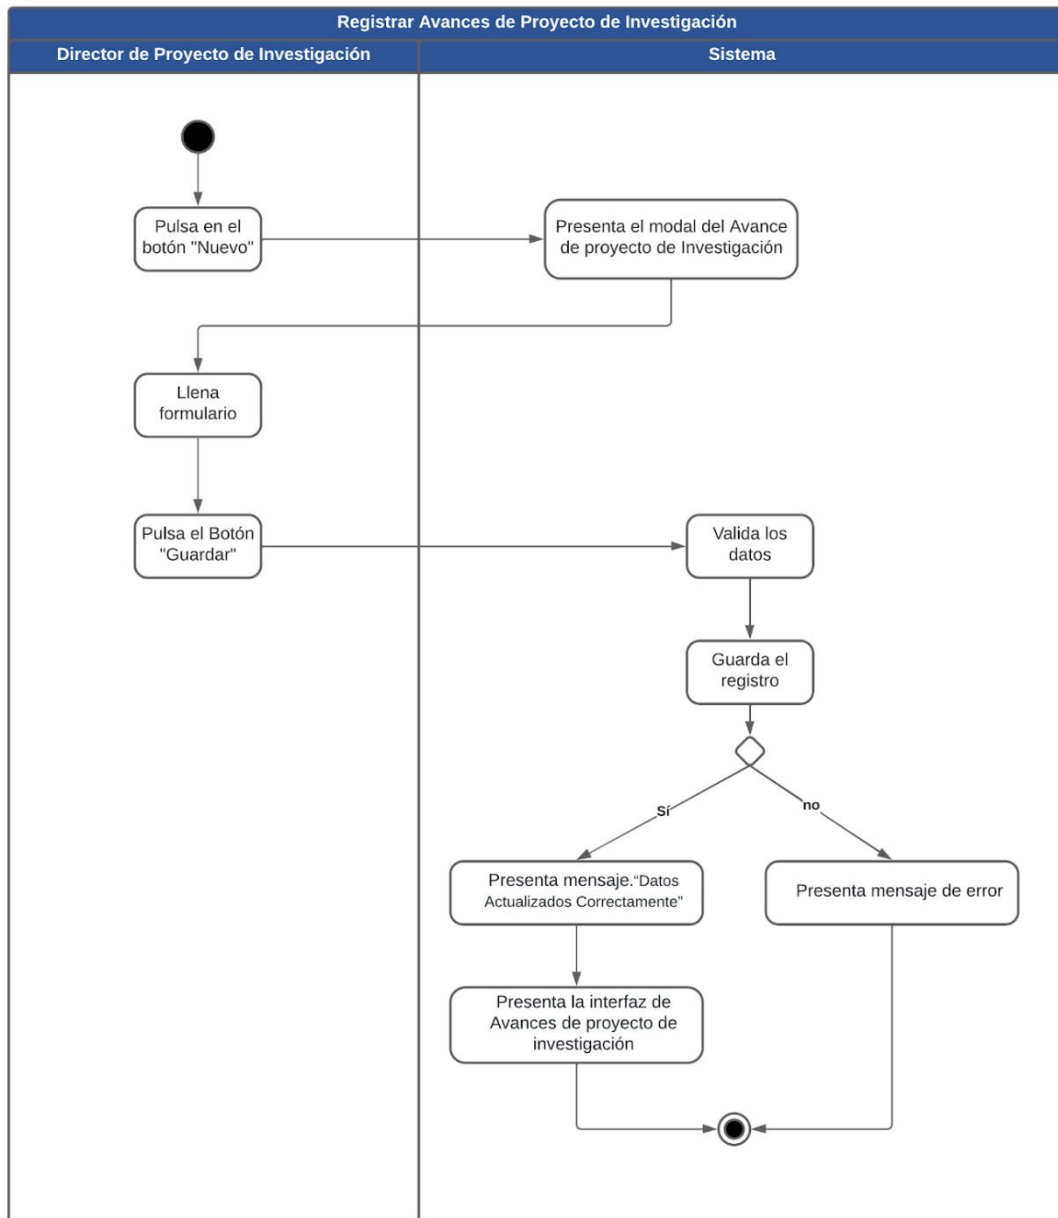 Registrar Avances de Proyecto de Investigación
Director de Proyecto de Investigación
Sistema
Pulsa en el
botón "Nuevo"
Presenta el modal del Avance
de proyecto de Investigación
Llena
formulario
Pulsa el Botón
"Guardar"
Valida los
datos
Guarda el
registro
Sí
no
Presenta mensaje.“Datos
Actualizados Correctamente”
Presenta mensaje de error
Presenta la interfaz de
Avances de proyecto de
investigación